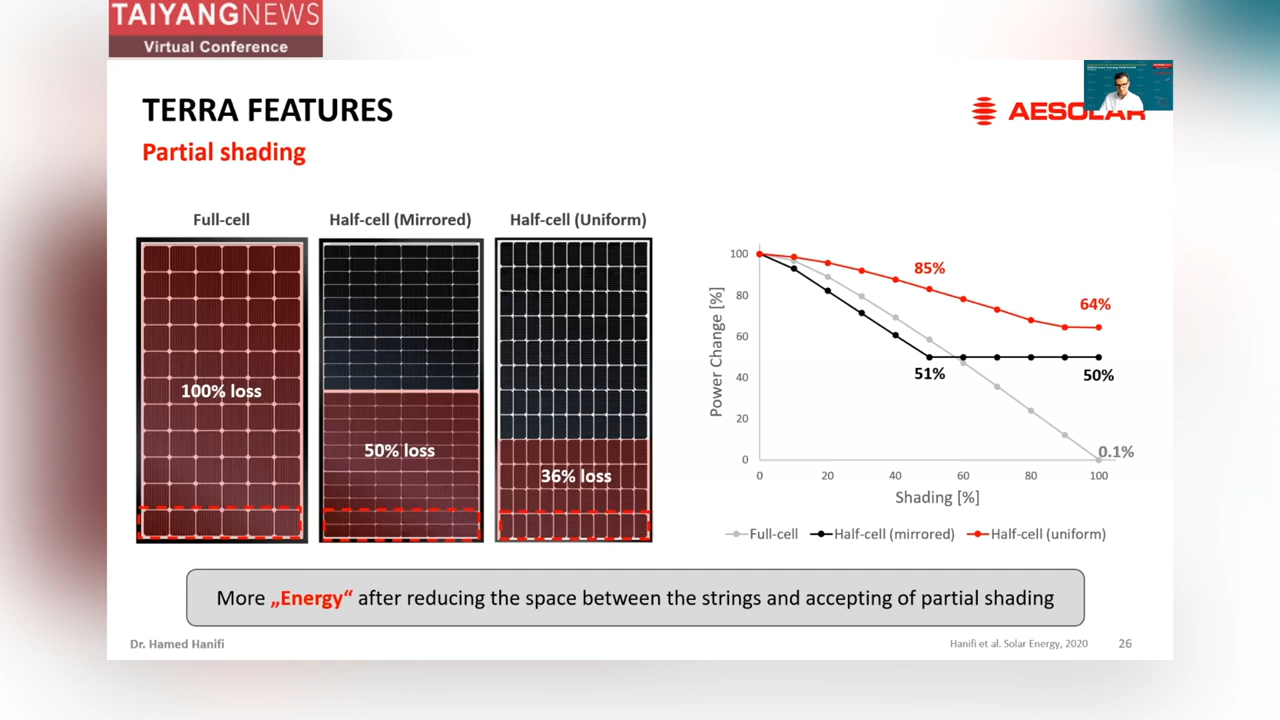 TAIYANGNEWS
Virtual Conference
TERRA FEATURES
Partial shading
AESOLAR
Full-cell
Half-cell (Mirrored)
Half-cell (Uniform)
100% loss
50% loss
36% loss
Power Change [%]
100
80
60
40
20
0
85%
64%
51%
50%
0.1%
0 20 40 60 80 100
Shading [%]
Full-cell Half-cell (mirrored) Half-cell (uniform)
More „Energy“ after reducing the space between the strings and accepting of partial shading
Dr. Hamed Hanifi
Hanifi et al. Solar Energy, 2020
26